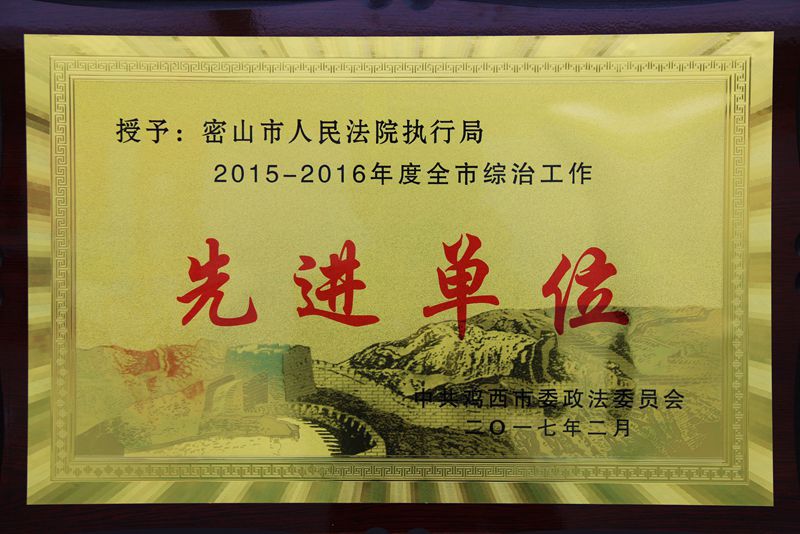 授予：密山市人民法院执行局
2015-2016年度全市综治工作
先进单位
中共鸡西市委政法委员会
二〇一七年二月